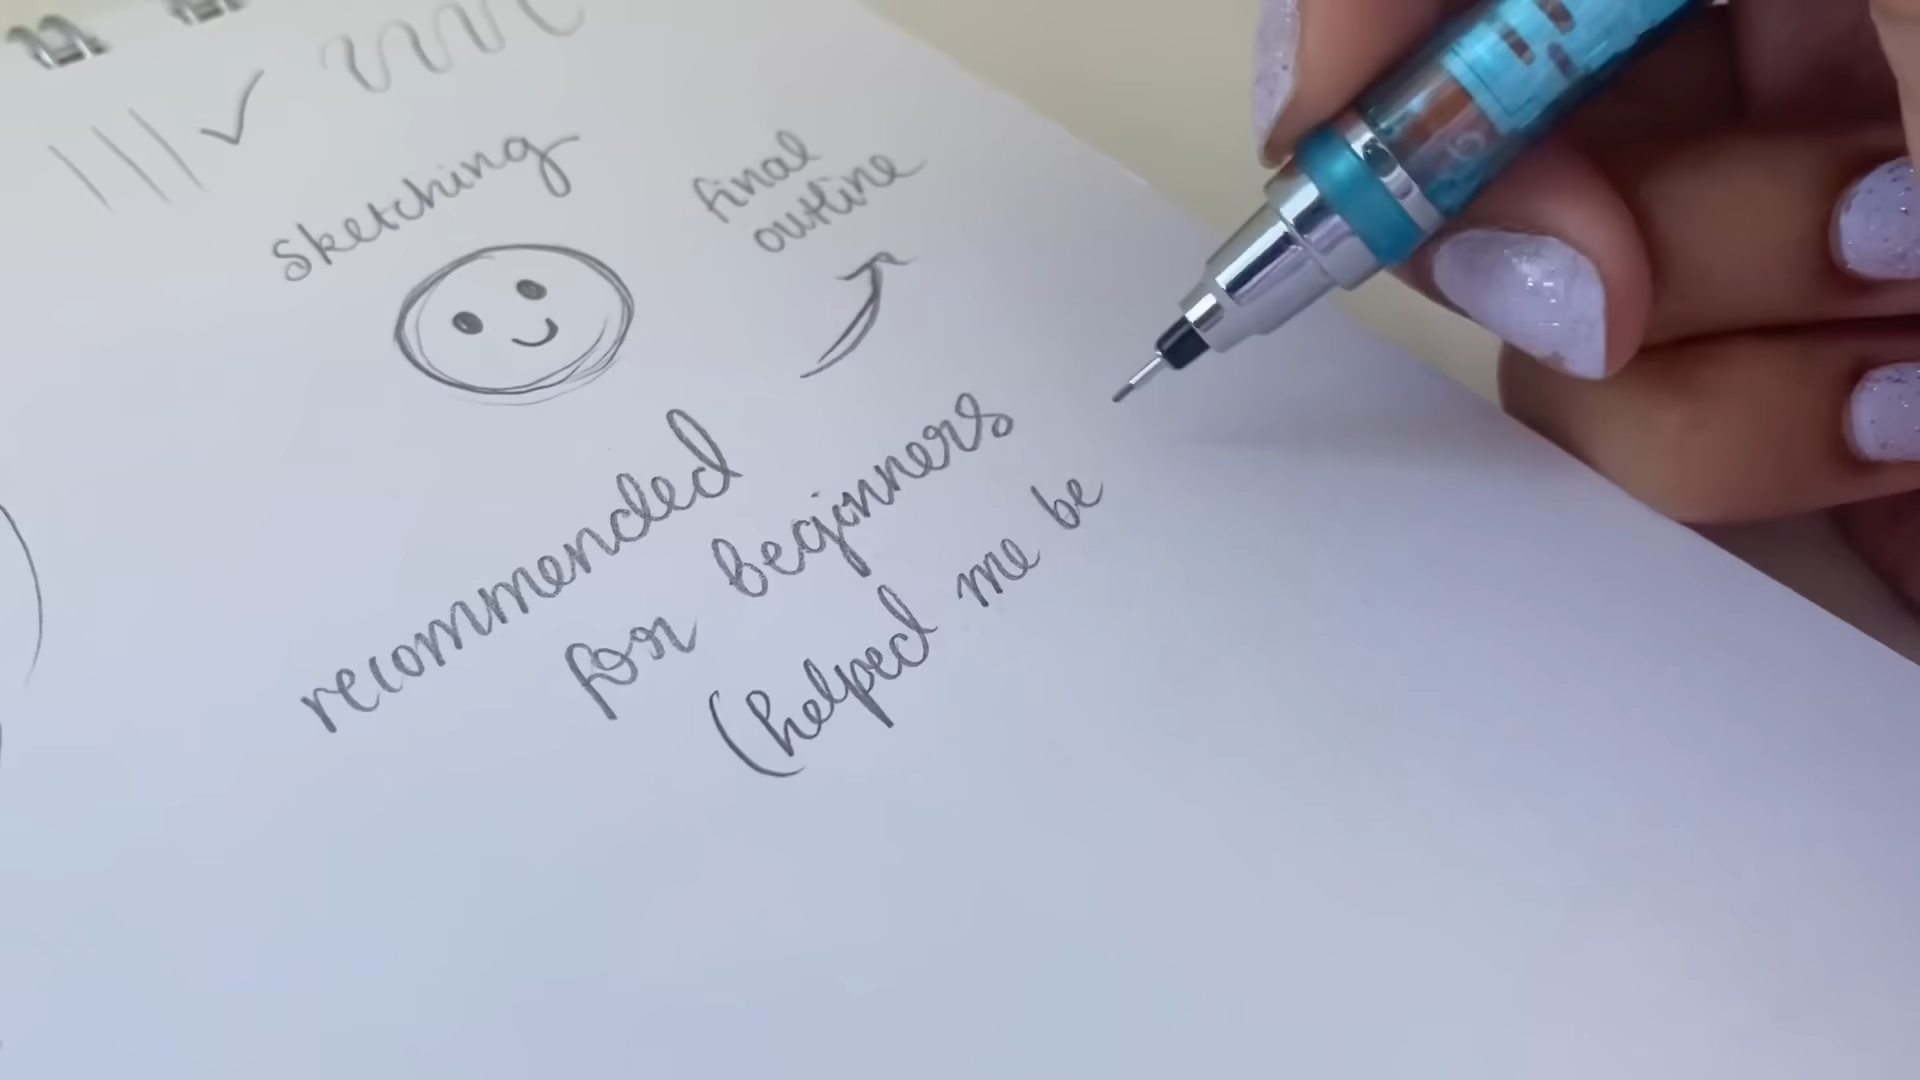 sketching
final
outline
recommended
for beginners
(helped me be